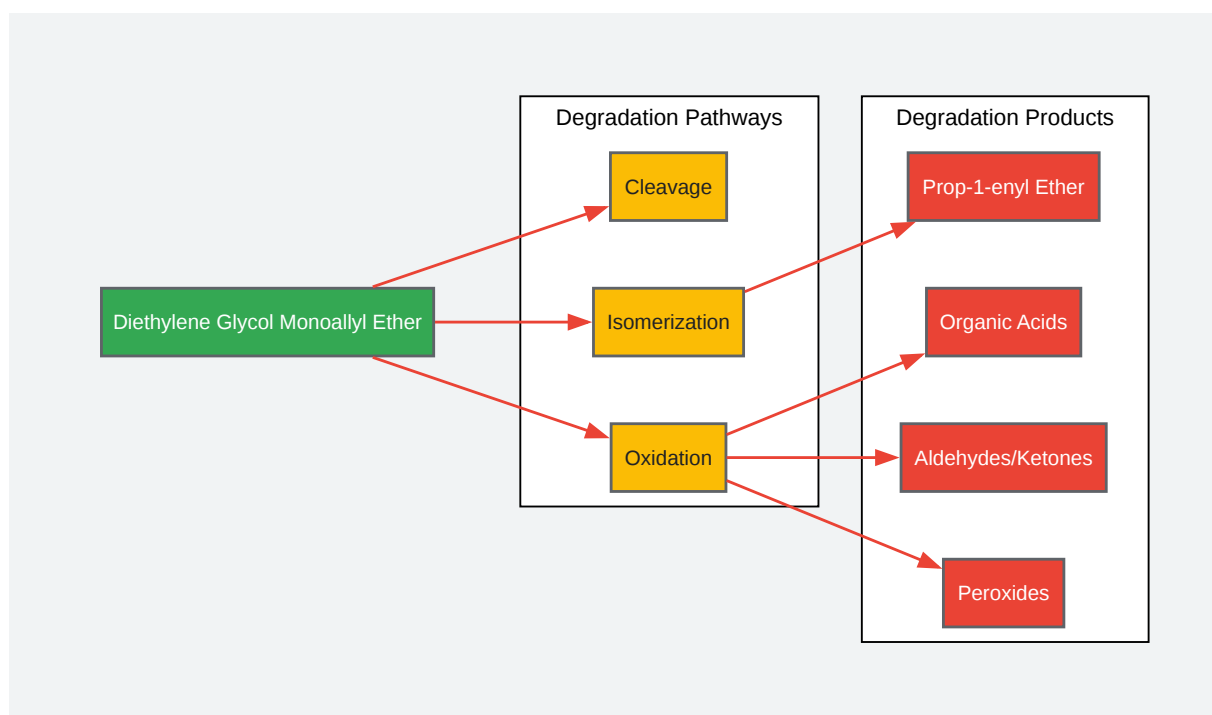 Diethylene Glycol Monoallyl Ether
Degradation Pathways
Cleavage
Isomerization
Oxidation
Degradation Products
Prop-1-enyl Ether
Organic Acids
Aldehydes/Ketones
Peroxides